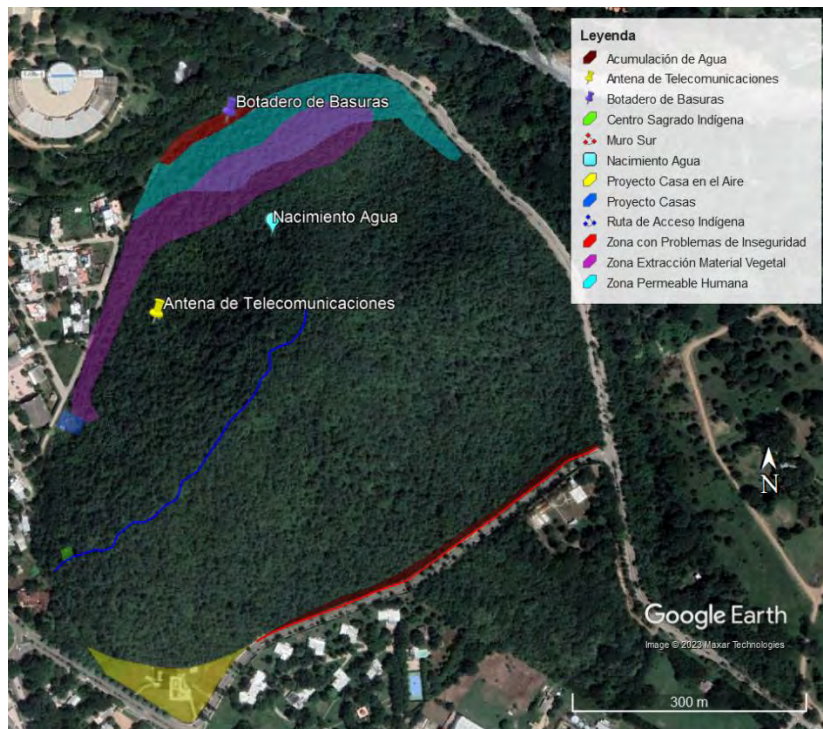 Leyenda
Acumulación de Agua
Antena de Telecomunicaciones
Botadero de Basuras
Centro Sagrado Indígena
Muro Sur
Nacimiento Agua
Proyecto Casa en el Aire
Proyecto Casas
Ruta de Acceso Indígena
Zona con Problemas de Inseguridad
Zona Extracción Material Vegetal
Zona Permeable Humana
Botadero de Basuras
Nacimiento Agua
Antena de Telecomunicaciones
N
Google Earth
Image © 2023 Maxar Technologies
300 m